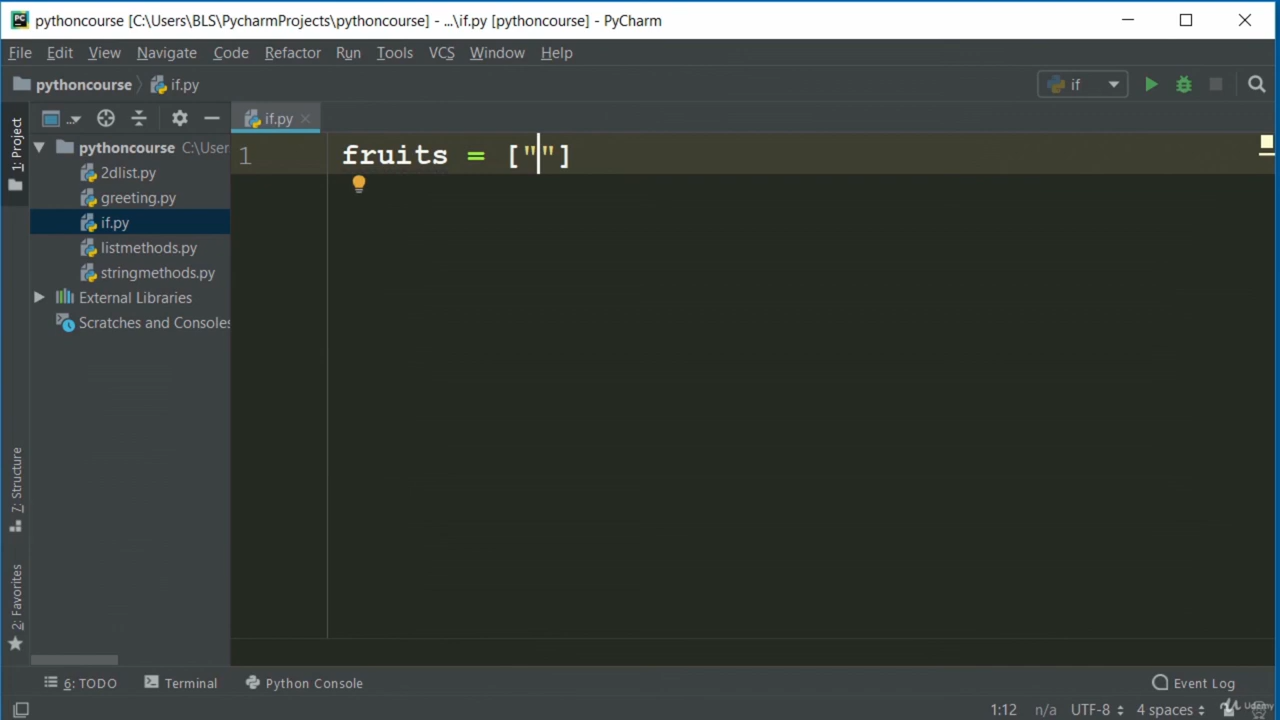 pythoncourse [C:\Users\BLS\PycharmProjects\pythoncourse] - ...\if.py [pythoncourse] - PyCharm
File Edit View Navigate Code Refactor Run Tools VCS Window Help
pythoncourse if.py if
1: Project
... if.py
pythoncourse C:\User
1 fruits = [""]
2dlist.py
greeting.py
if.py
listmethods.py
stringmethods.py
External Libraries
Scratches and Consoles
7: Structure
2: Favorites
6: TODO Terminal Python Console Event Log
1:12 n/a UTF-8 4 spaces Udemy